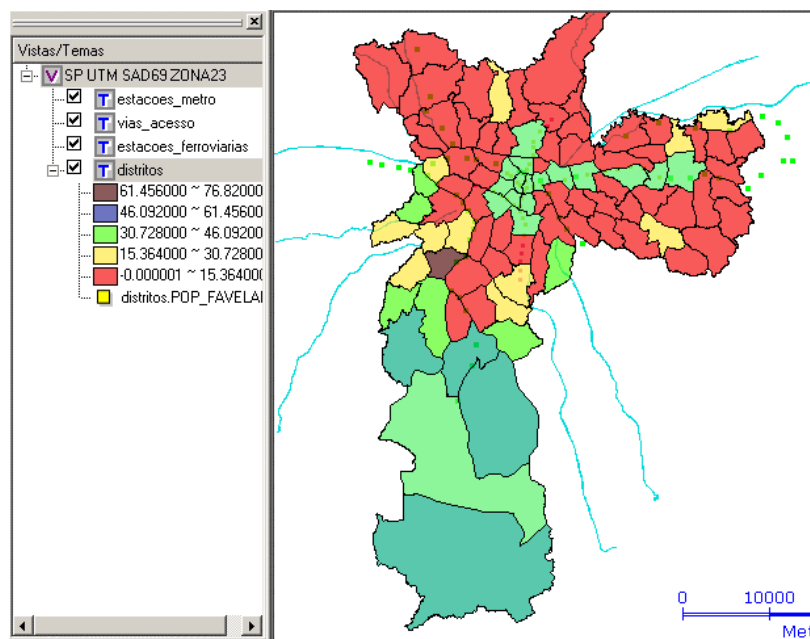 Vistas/Temas
SP UTM SAD69 ZONA23
estacoes_metro
vias_acesso
estacoes_ferroviarias
distritos
61.456000 ~ 76.82000
46.092000 ~ 61.45600
30.728000 ~ 46.09200
15.364000 ~ 30.72800
-0.000001 ~ 15.36400
distritos.POP_FAVELA
0 10000
Met